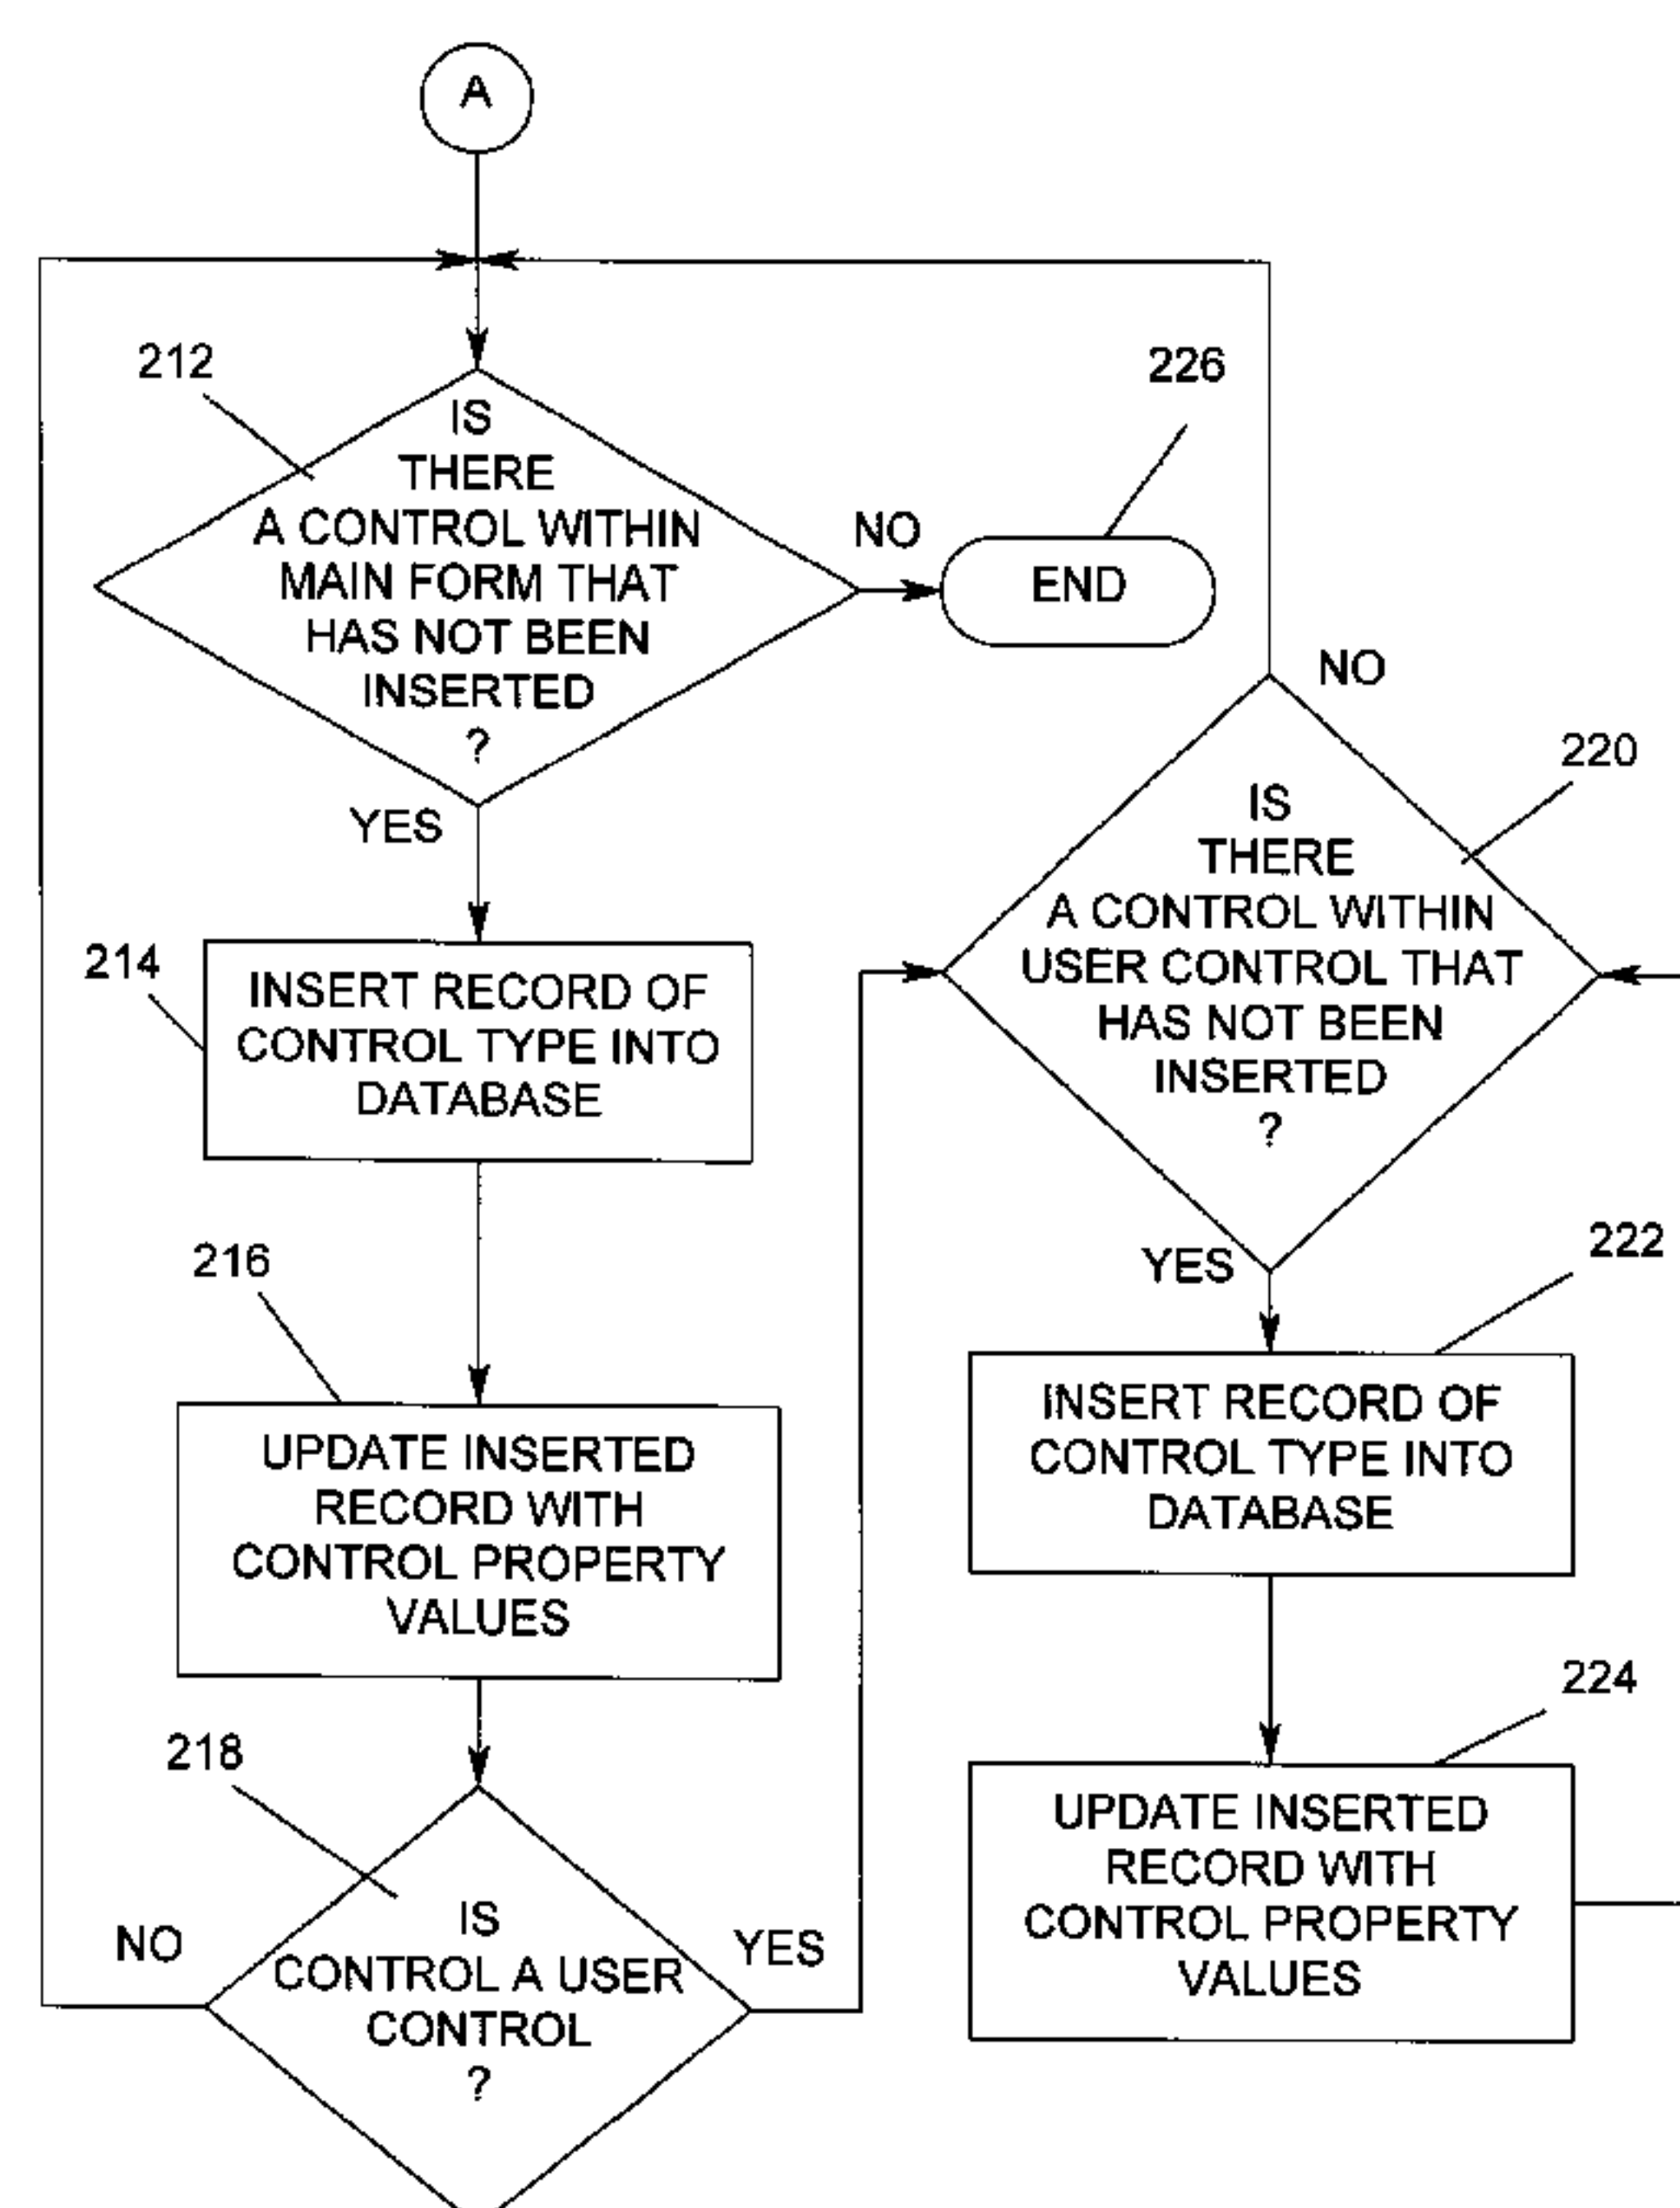 A
212
IS
THERE
A CONTROL WITHIN
MAIN FORM THAT
HAS NOT BEEN
INSERTED
?
NO
226
END
YES
214
INSERT RECORD OF
CONTROL TYPE INTO
DATABASE
216
UPDATE INSERTED
RECORD WITH
CONTROL PROPERTY
VALUES
218
IS
CONTROL A USER
CONTROL
?
NO
YES
NO
220
IS
THERE
A CONTROL WITHIN
USER CONTROL THAT
HAS NOT BEEN
INSERTED
?
YES
222
INSERT RECORD OF
CONTROL TYPE INTO
DATABASE
224
UPDATE INSERTED
RECORD WITH
CONTROL PROPERTY
VALUES